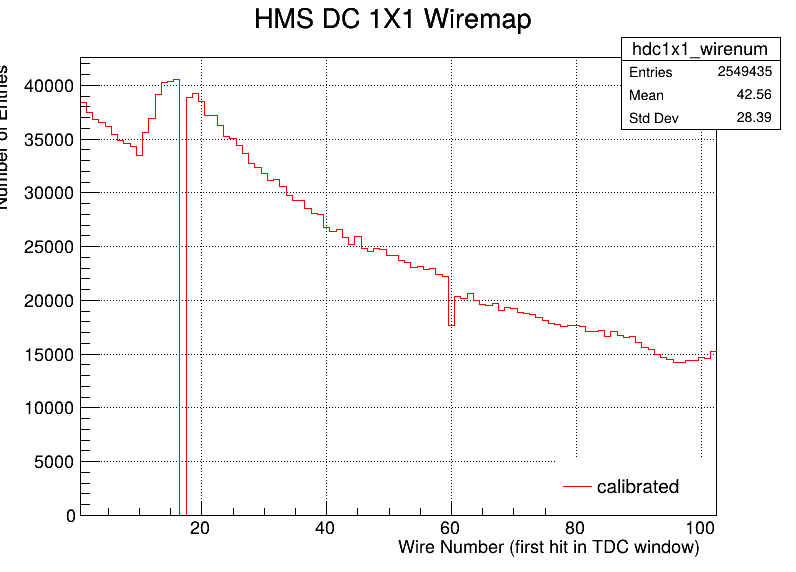 HMS DC 1X1 Wiremap
hdc1x1_wirenum
Entries 2549435
Mean 42.56
Std Dev 28.39
Number of Entries
40000
35000
30000
25000
20000
15000
10000
5000
0
calibrated
20 40 60 80 100
Wire Number (first hit in TDC window)